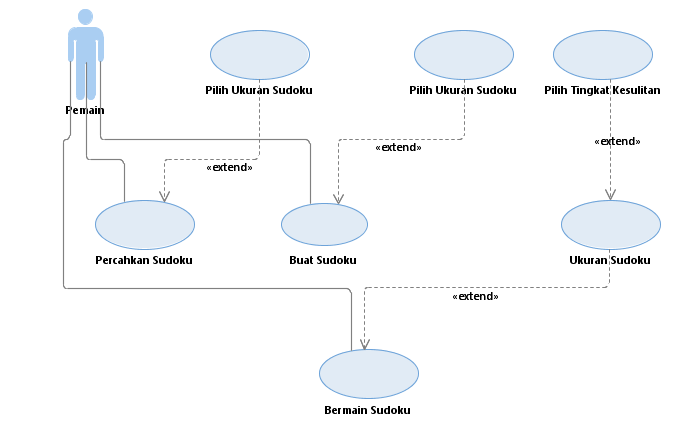 Pilih Ukuran Sudoku
Pilih Ukuran Sudoku
Pilih Tingkat Kesulitan
Pemain
«extend»
«extend»
«extend»
Percahkan Sudoku
Buat Sudoku
Ukuran Sudoku
«extend»
Bermain Sudoku